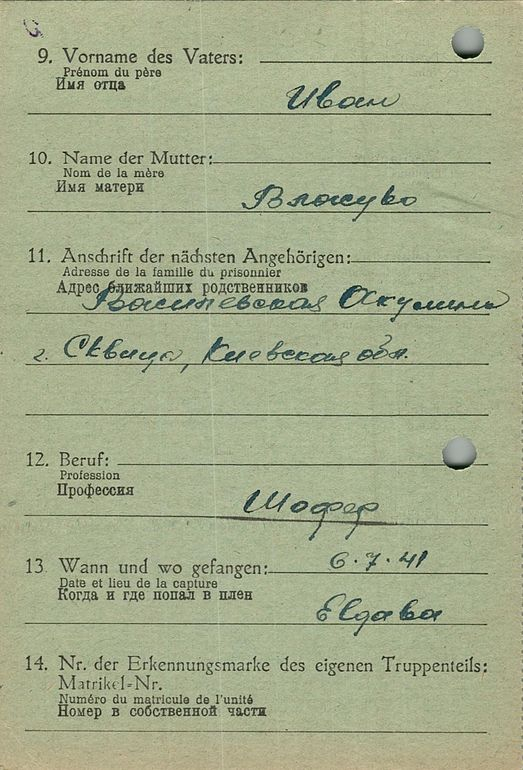 9. Vorname des Vaters:
Prénom du père
Имя отца
Иван
10. Name der Mutter:
Nom de la mère
Имя матери
11. Anschrift der nächsten Angehörigen:
Adresse de la famille du prisonnier
Адрес ближайших родственников
Василевская Акулина
г. Сквира, Киевская обл.
12. Beruf:
Profession
Профессия
Шофер
13. Wann und wo gefangen:
6.7.41
Date et lieu de la capture
Когда и где попал в плен
Elgava
14. Nr. der Erkennungsmarke des eigenen Truppenteils:
Matrikel-Nr.
Numéro du matricule de l'unité
Номер в собственной части